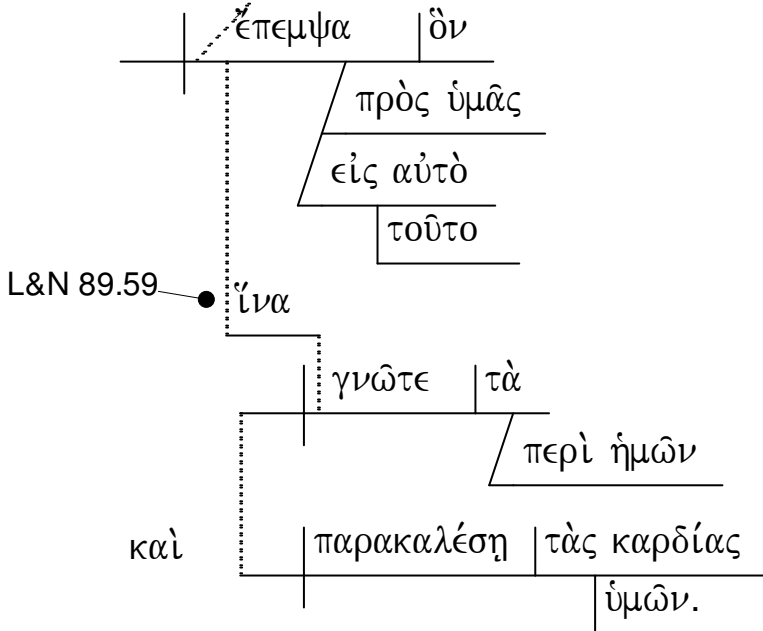 ἔπεμψα ὃν
πρὸς ὑμᾶς
εἰς αὐτὸ
τοῦτο
L&N 89.59 ἵνα
γνῶτε τὰ
περὶ ἡμῶν
καὶ παρακαλέσῃ τὰς καρδίας
ὑμῶν.